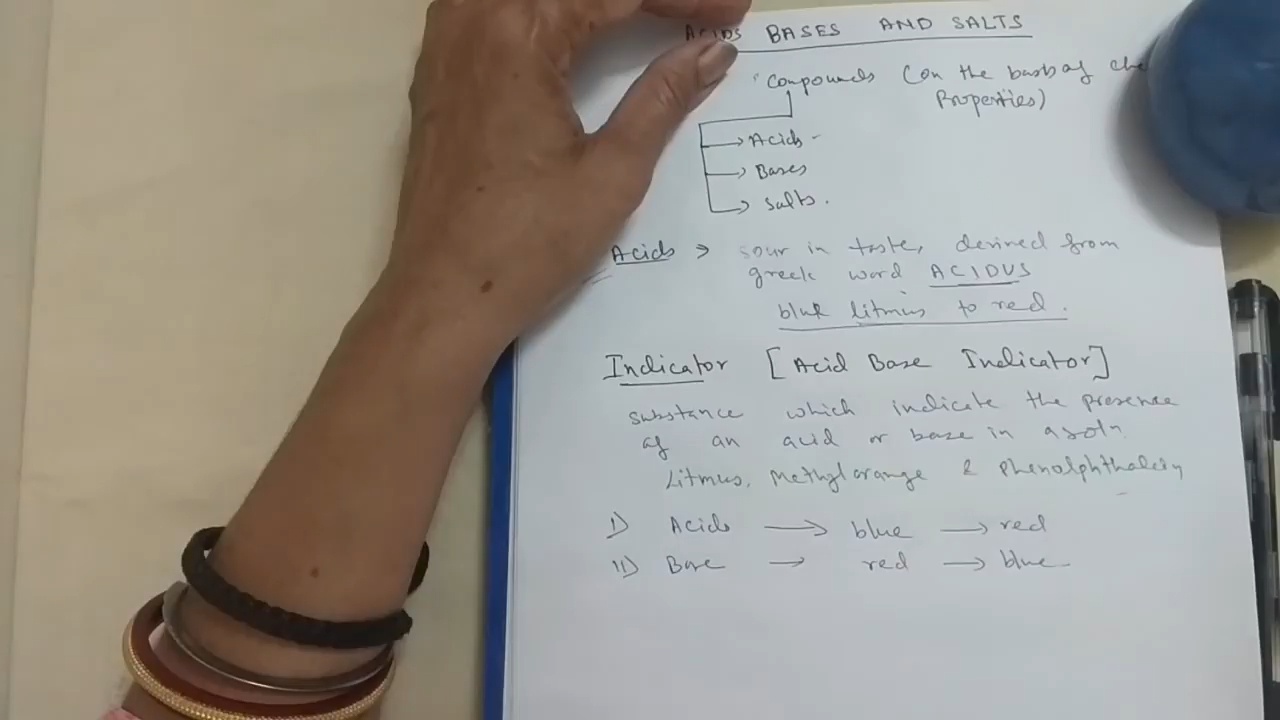 ACIDS BASES AND SALTS
Compounds (on the basis of che
Properties)
Acids -
Bases
Salts.
Acids → sour in taste, derived from
greek word ACIDUS
blue litmus to red.
Indicator [Acid Base Indicator]
substance which indicate the presence
of an acid or base in a soln.
Litmus, Methyl orange & Phenolphthalein
I) Acids → blue → red
II) Base → red → blue